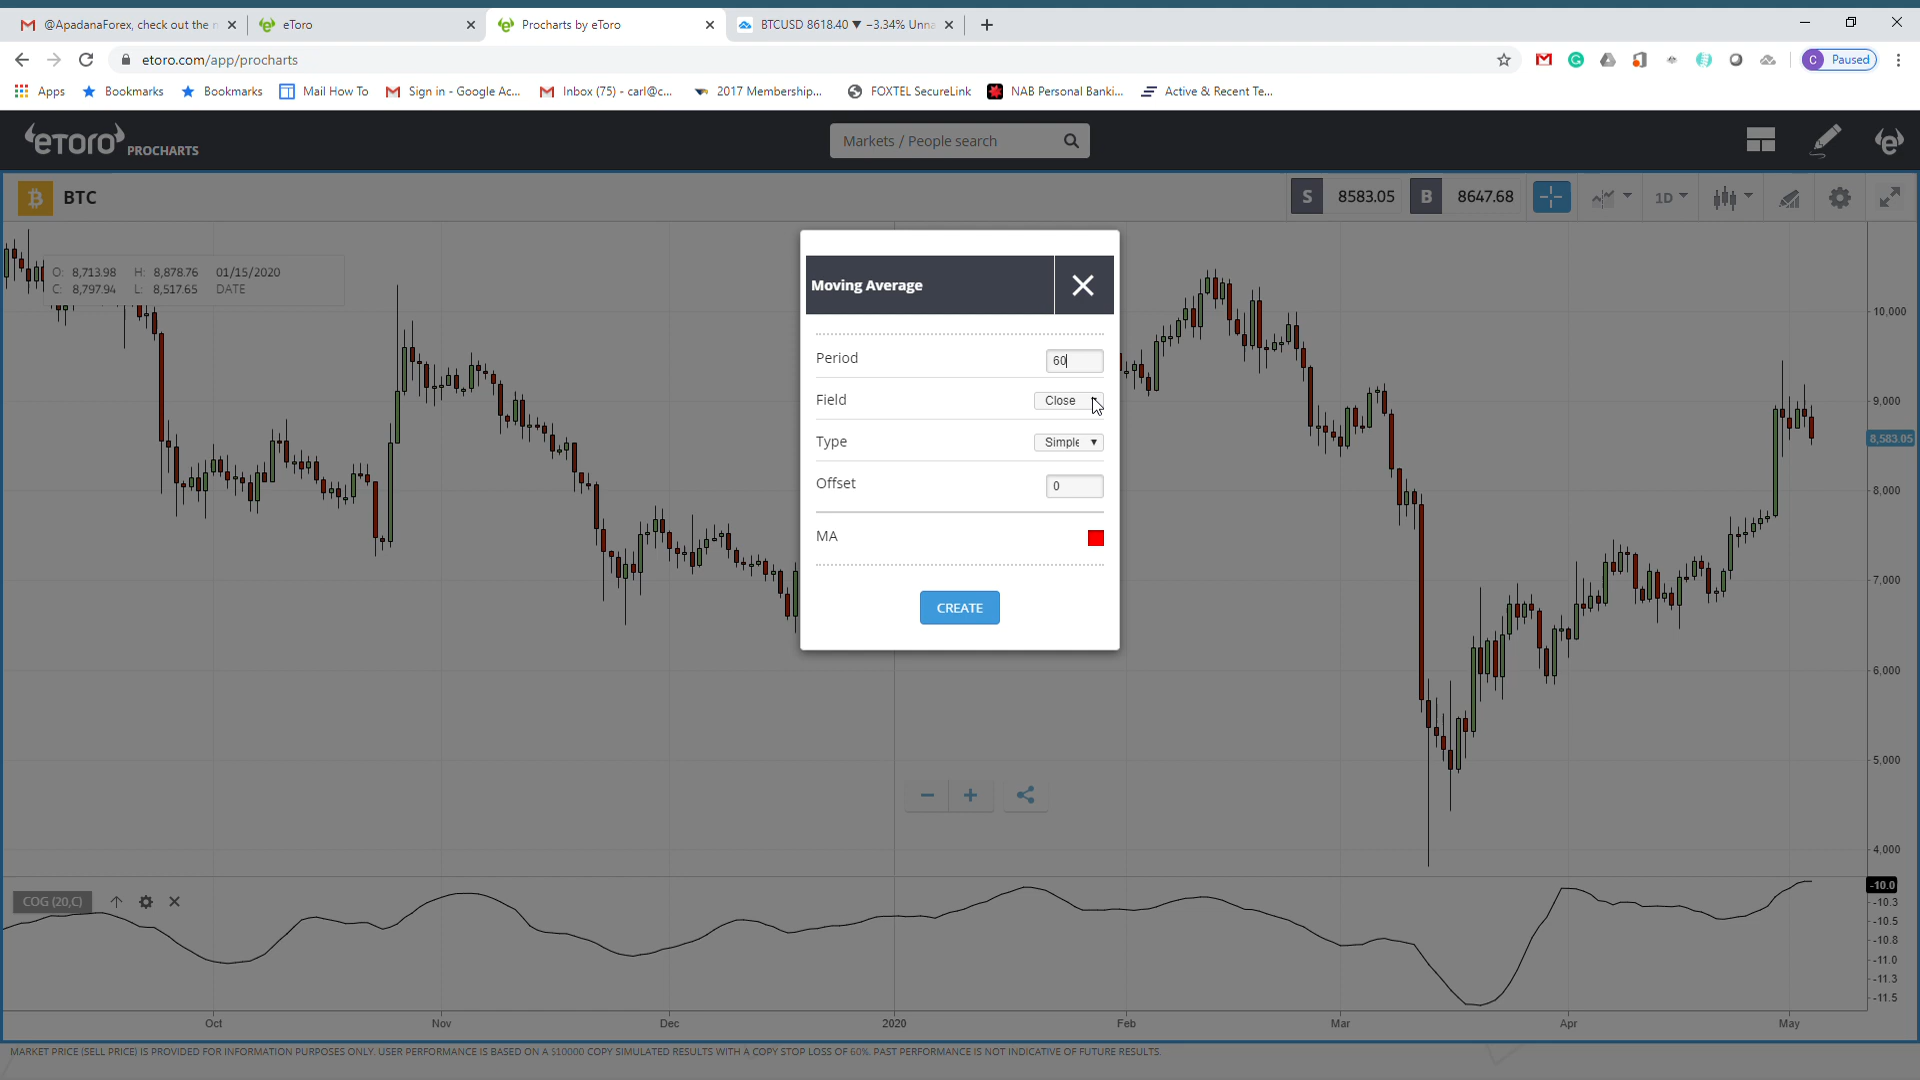 @ApadanaForex, check out the n
eToro
Procharts by eToro
BTCUSD 8618.40 ▼ −3.34% Unna
etoro.com/app/procharts
C Paused
Apps
Bookmarks
Bookmarks
Mail How To
Sign in - Google Ac...
Inbox (75) - carl@c...
2017 Membership...
FOXTEL SecureLink
NAB Personal Banki...
Active & Recent Te...
eToro PROCHARTS
Markets / People search
BTC
S 8583.05 B 8647.68
1D
O: 8,713.98 H: 8,878.76 01/15/2020
C: 8,797.94 L: 8,517.65 DATE
Moving Average
Period 60
Field Close
Type Simple
Offset 0
MA
CREATE
10,000
9,000
8,583.05
8,000
7,000
6,000
5,000
4,000
COG (20,C)
-10.0
-10.3
-10.5
-10.8
-11.0
-11.3
-11.5
Oct Nov Dec 2020 Feb Mar Apr May
MARKET PRICE (SELL PRICE) IS PROVIDED FOR INFORMATION PURPOSES ONLY. USER PERFORMANCE IS BASED ON A $10000 COPY SIMULATED RESULTS WITH A COPY STOP LOSS OF 60%. PAST PERFORMANCE IS NOT INDICATIVE OF FUTURE RESULTS.